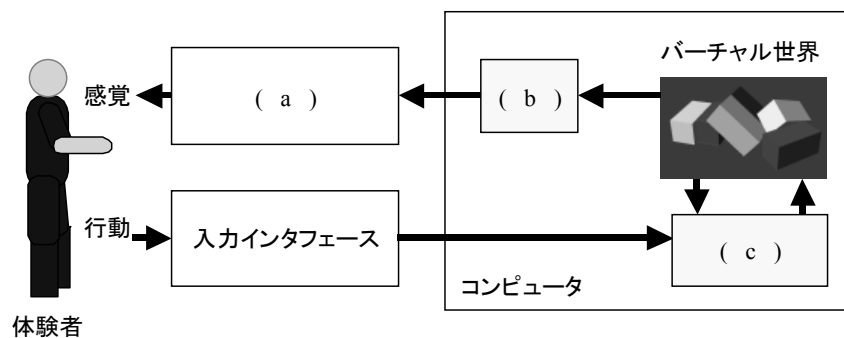 バーチャル世界
感覚
( a )
( b )
行動
入力インタフェース
( c )
コンピュータ
体験者